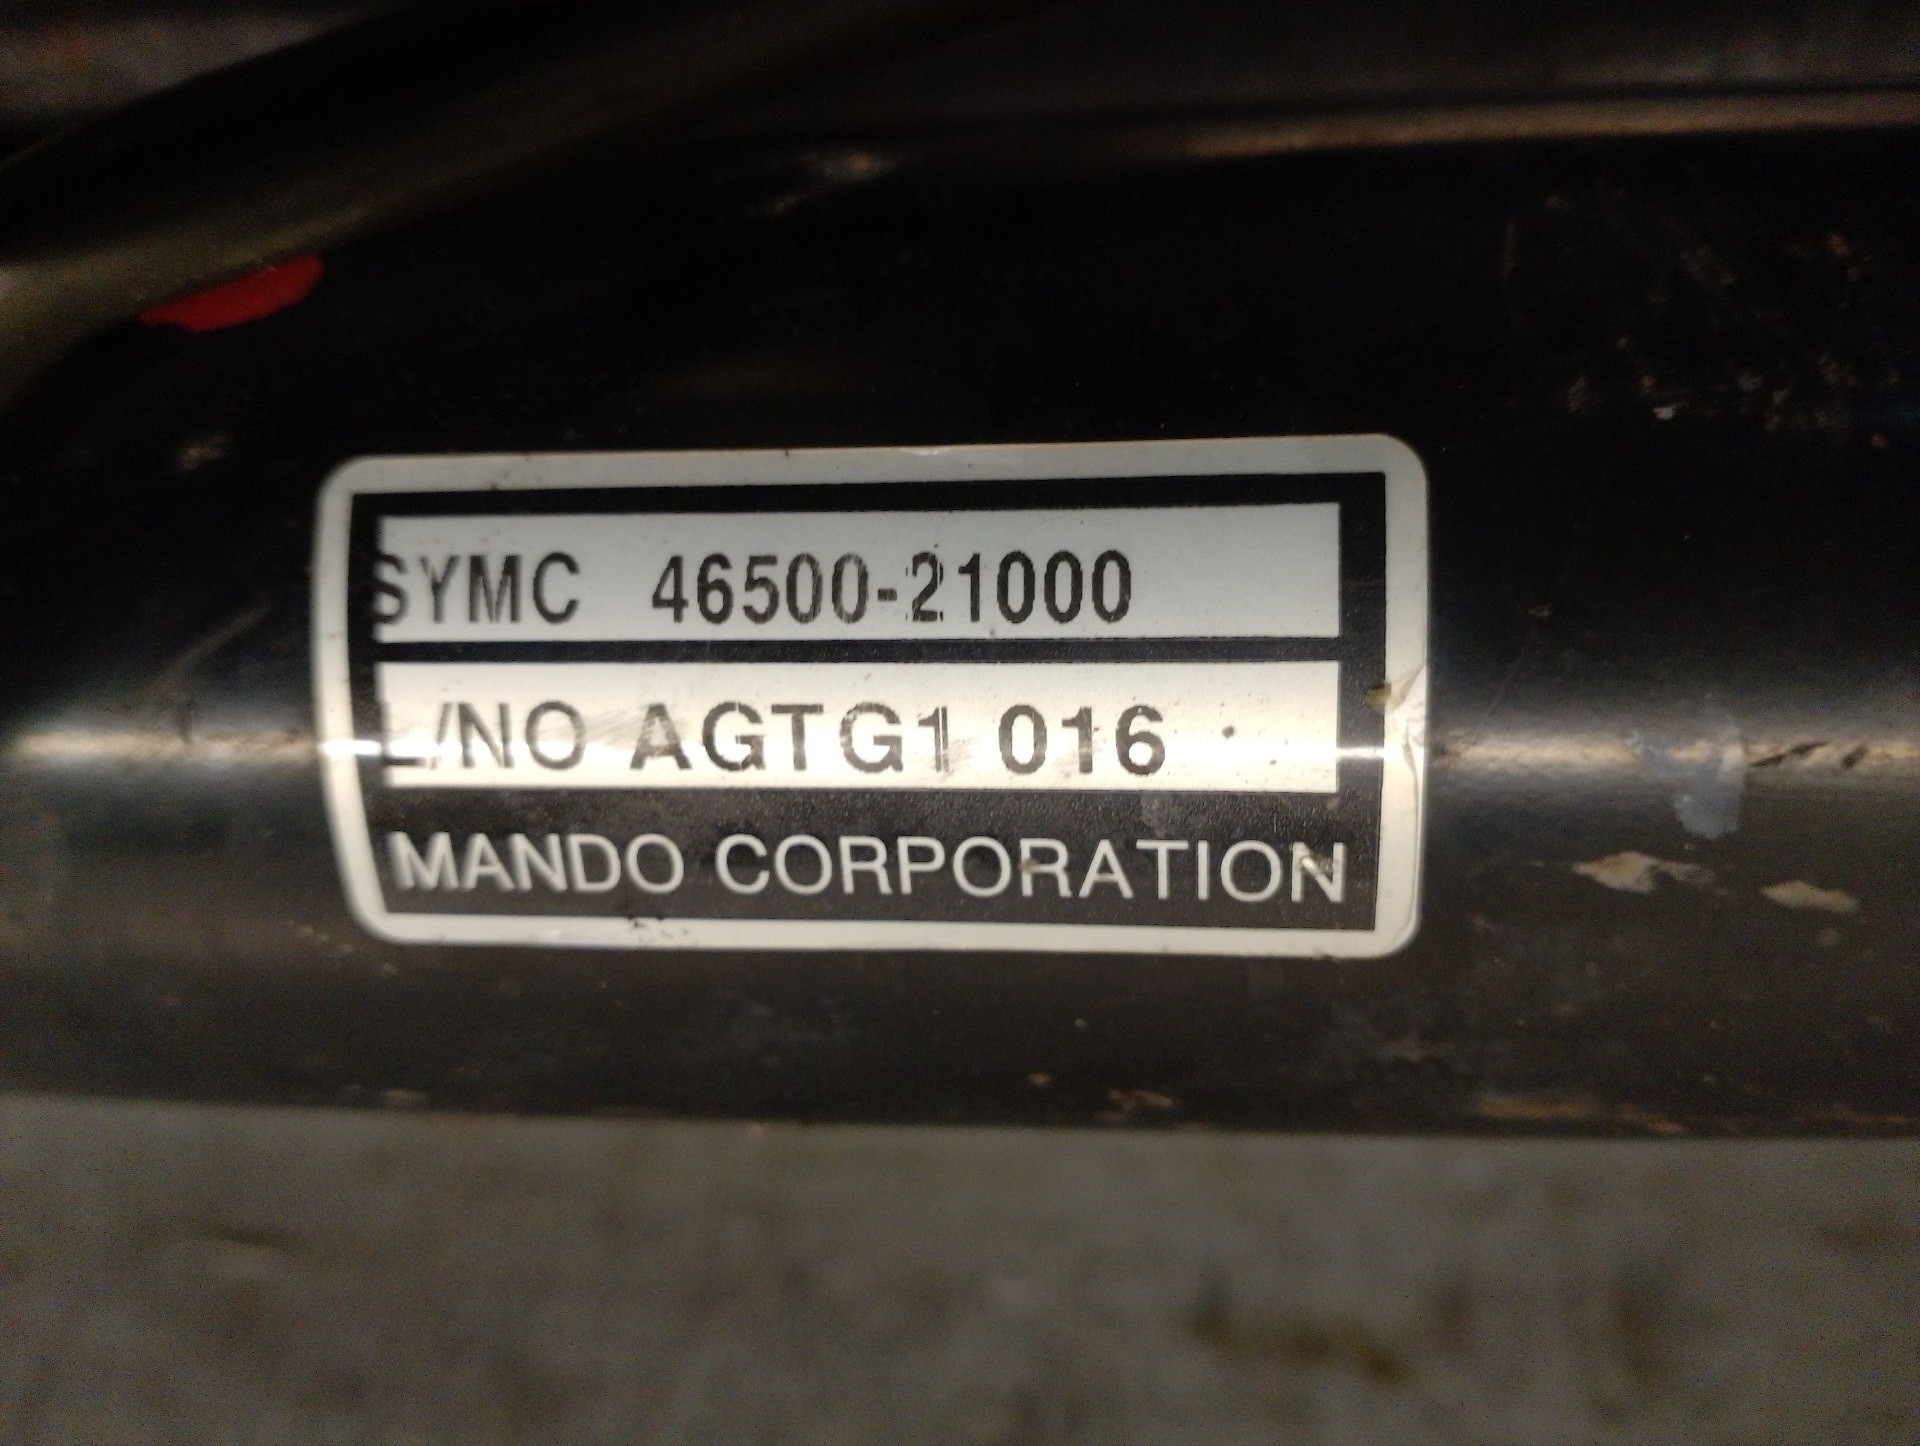 SYMC 46500-21000
L/NO AGTG1 016
MANDO CORPORATION